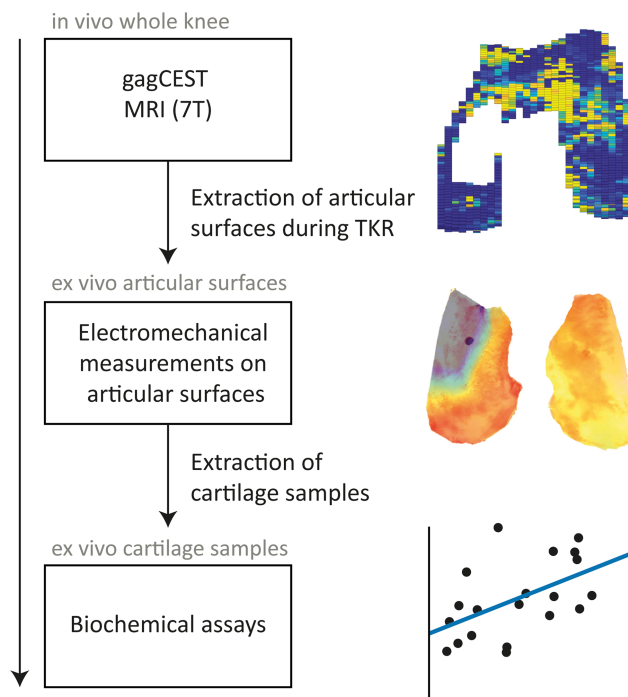 in vivo whole knee
gagCEST
MRI (7T)
Extraction of articular
surfaces during TKR
ex vivo articular surfaces
Electromechanical
measurements on
articular surfaces
Extraction of
cartilage samples
ex vivo cartilage samples
Biochemical assays